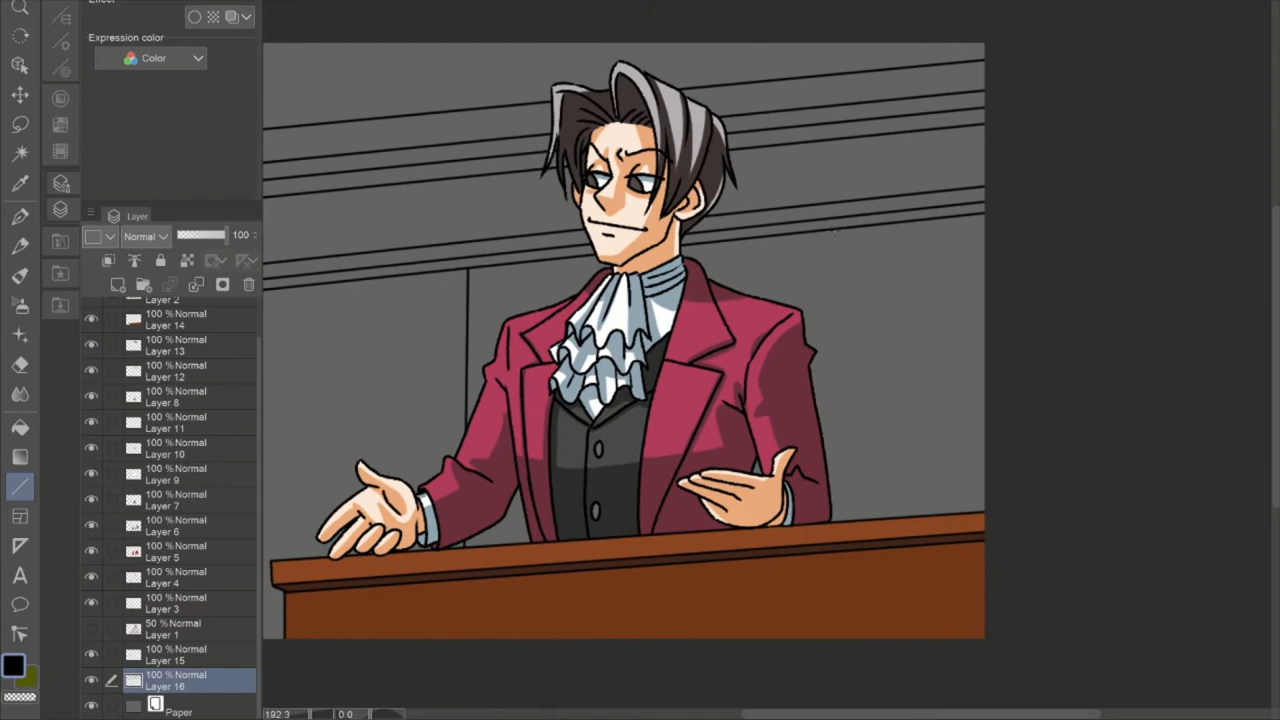 Effect
Expression color
Color
Layer
Normal
100
Layer 2
100 %Normal
Layer 14
100 %Normal
Layer 13
100 %Normal
Layer 12
100 %Normal
Layer 8
100 %Normal
Layer 11
100 %Normal
Layer 10
100 %Normal
Layer 9
100 %Normal
Layer 7
100 %Normal
Layer 6
100 %Normal
Layer 5
100 %Normal
Layer 4
100 %Normal
Layer 3
50 %Normal
Layer 1
100 %Normal
Layer 15
100 %Normal
Layer 16
Paper
192.3
0:0